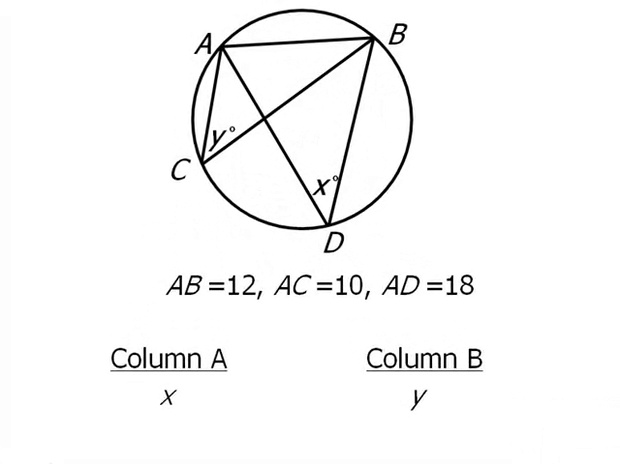 A
B
y°
C
x°
D
AB =12, AC =10, AD =18
Column A
Column B
x
y